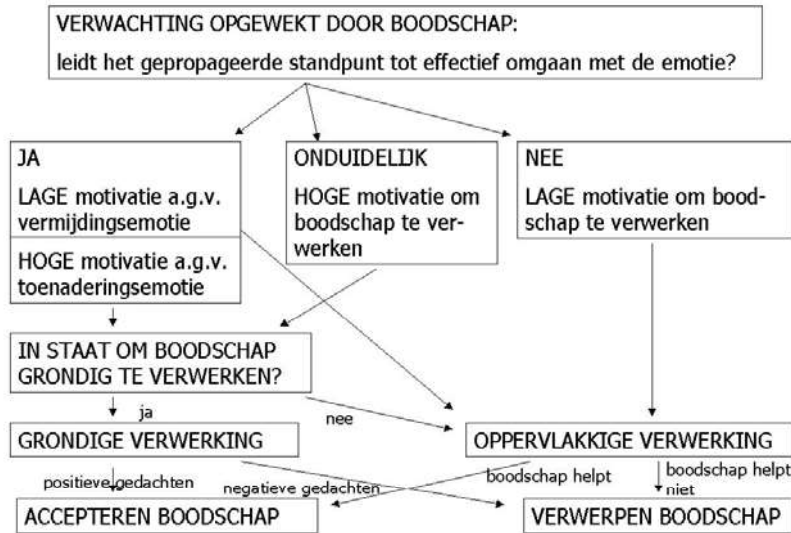 VERWACHTING OPGEWEKT DOOR BOODSCHAP:
leidt het gepropageerde standpunt tot effectief omgaan met de emotie?
JA
LAGE motivatie a.g.v.
vermijdingsemotie
HOGE motivatie a.g.v.
toenaderingsemotie
ONDUIDELIJK
HOGE motivatie om
boodschap te ver-
werken
NEE
LAGE motivatie om bood-
schap te verwerken
IN STAAT OM BOODSCHAP
GRONDIG TE VERWERKEN?
ja
nee
GRONDIGE VERWERKING
OPPERVLAKKIGE VERWERKING
positieve gedachten
negatieve gedachten
boodschap helpt
boodschap helpt
niet
ACCEPTEREN BOODSCHAP
VERWERPEN BOODSCHAP